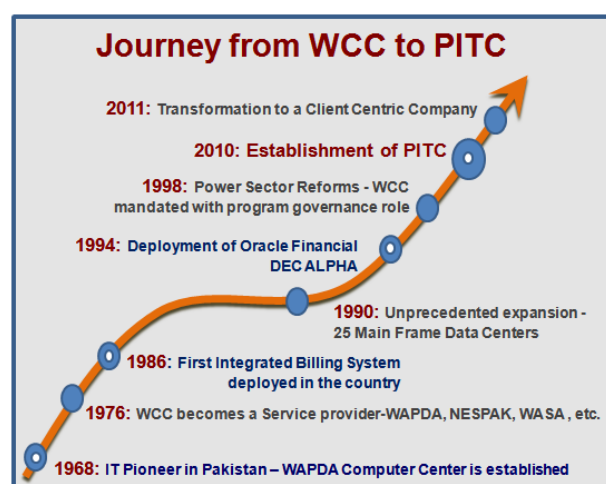 Journey from WCC to PITC
2011: Transformation to a Client Centric Company
2010: Establishment of PITC
1998: Power Sector Reforms - WCC
mandated with program governance role
1994: Deployment of Oracle Financial
DEC ALPHA
1990: Unprecedented expansion -
25 Main Frame Data Centers
1986: First Integrated Billing System
deployed in the country
1976: WCC becomes a Service provider-WAPDA, NESPAK, WASA , etc.
1968: IT Pioneer in Pakistan – WAPDA Computer Center is established